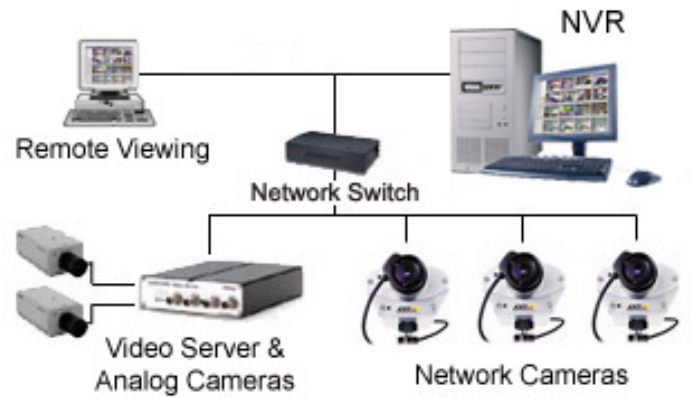 NVR
Remote Viewing
Network Switch
Video Server &
Analog Cameras
Network Cameras